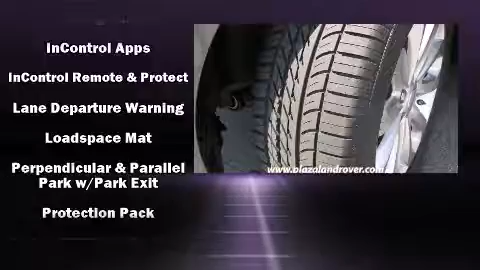 InControl Apps
InControl Remote & Protect
Lane Departure Warning
Loadspace Mat
Perpendicular & Parallel
Park w/Park Exit
Protection Pack
www.plazalandrover.com